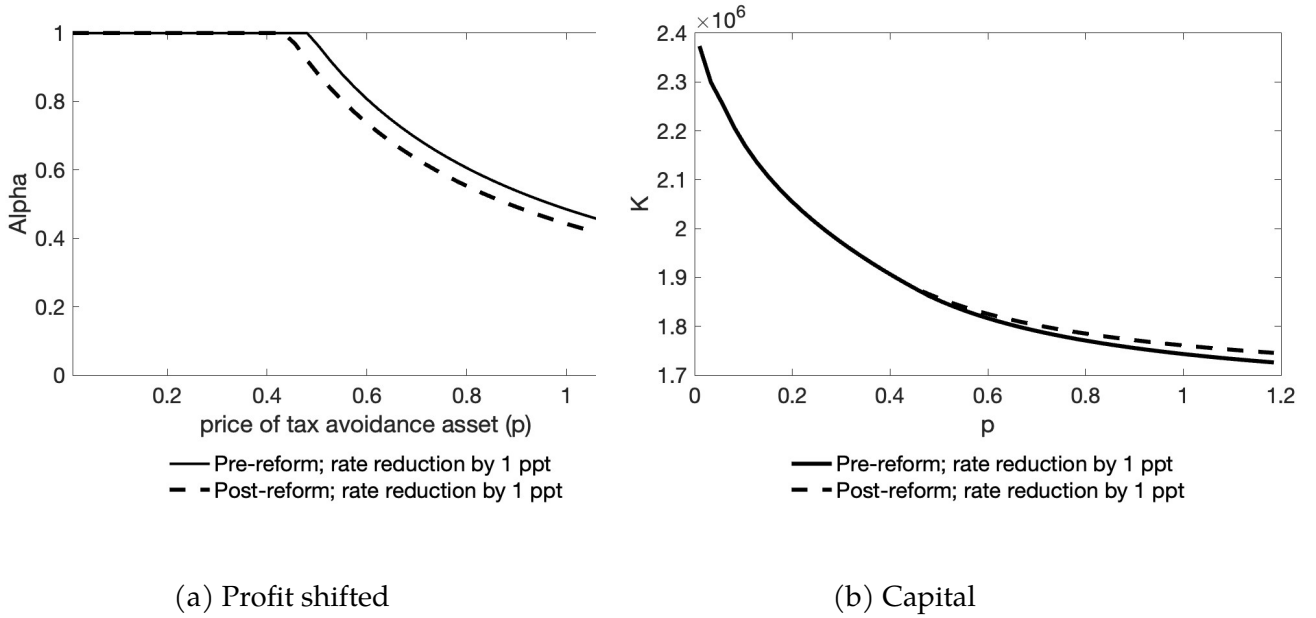 1
0.8
0.6
0.4
0.2
0
Alpha
0.2 0.4 0.6 0.8 1
price of tax avoidance asset (p)
Pre-reform; rate reduction by 1 ppt
Post-reform; rate reduction by 1 ppt
(a) Profit shifted
×10⁶
2.4
2.3
2.2
2.1
2
1.9
1.8
1.7
K
0 0.2 0.4 0.6 0.8 1 1.2
p
Pre-reform; rate reduction by 1 ppt
Post-reform; rate reduction by 1 ppt
(b) Capital